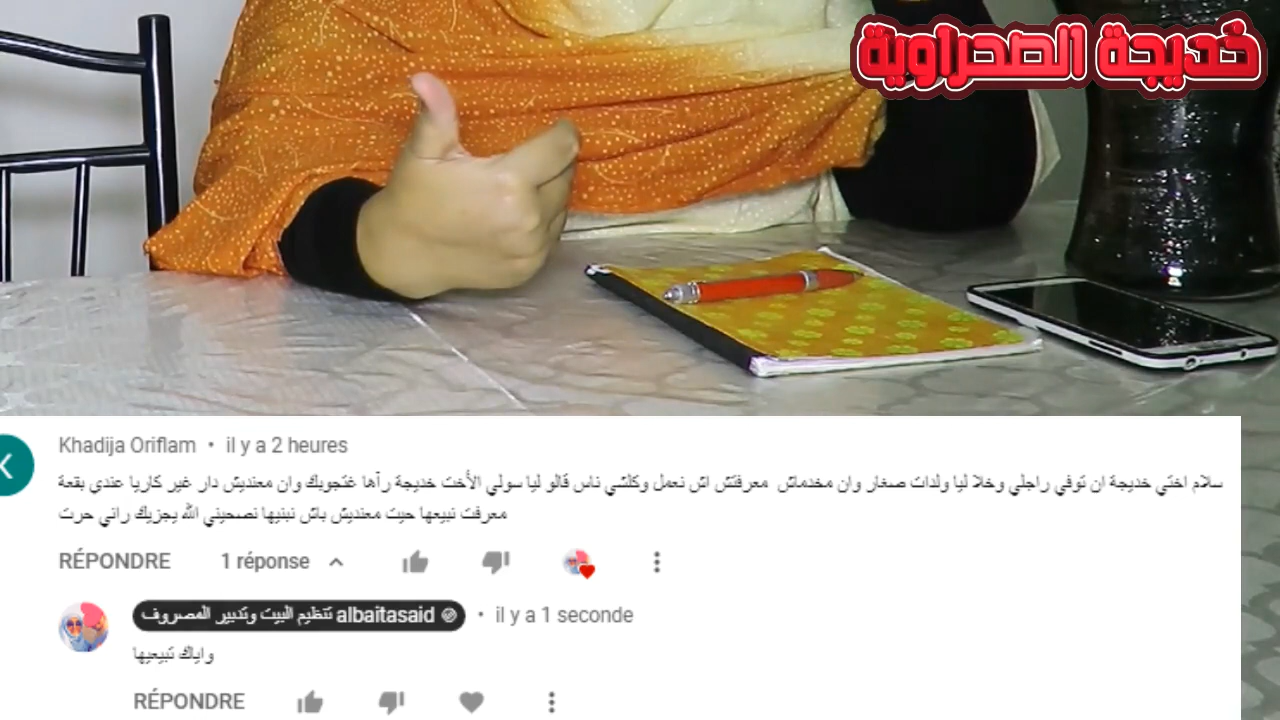 خديجة الصحراوية
Khadija Oriflam • il y a 2 heures
K
سلام اختي خديجة ان توفي راجلي وخلا ليا ولدات صغار وان مخدماش معرفتش اش نعمل وكلشي ناس قالو ليا سولي الأخت خديجة رآها غتجوبك وان معنديش دار غير كاريا عندي بقعة
معرفت نبيعها حيت معنديش باش نبنيها نصحيني الله يجزيك راني حرت
RÉPONDRE 1 réponse
albaitasaid تنظيم البيت وتدبير المصروف • il y a 1 seconde
واياك تبيعيها
RÉPONDRE